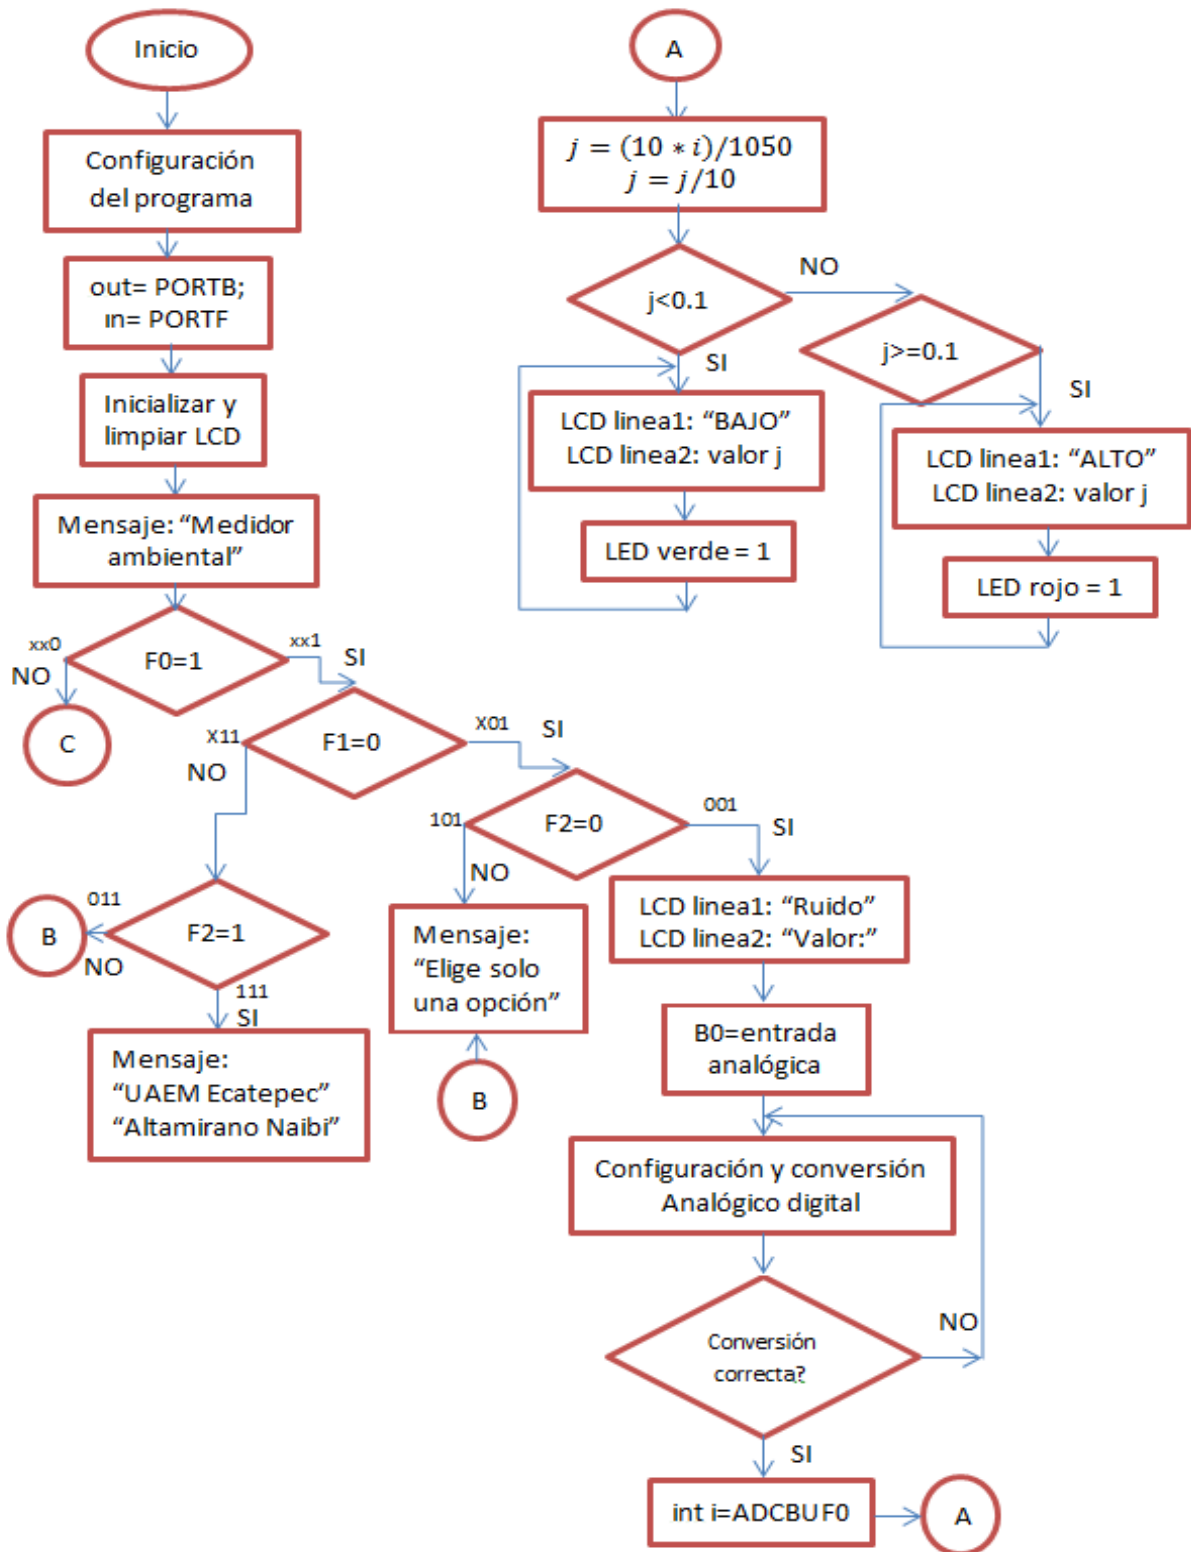 Inicio
Configuración
del programa
out= PORTB;
in= PORTF
Inicializar y
limpiar LCD
Mensaje: “Medidor
ambiental”
xx0
NO
F0=1
xx1
SI
C
X11
NO
F1=0
X01
SI
101
NO
F2=0
001
SI
011
B
NO
F2=1
111
SI
Mensaje:
“UAEM Ecatepec”
“Altamirano Naibi”
Mensaje:
“Elige solo
una opción”
B
LCD linea1: “Ruido”
LCD linea2: “Valor:”
B0=entrada
analógica
Configuración y conversión
Analógico digital
Conversión
correcta?
NO
SI
int i=ADCBUF0
A
A
j = (10 * i)/1050
j = j/10
j<0.1
NO
SI
j>=0.1
SI
LCD linea1: “BAJO”
LCD linea2: valor j
LED verde = 1
LCD linea1: “ALTO”
LCD linea2: valor j
LED rojo = 1